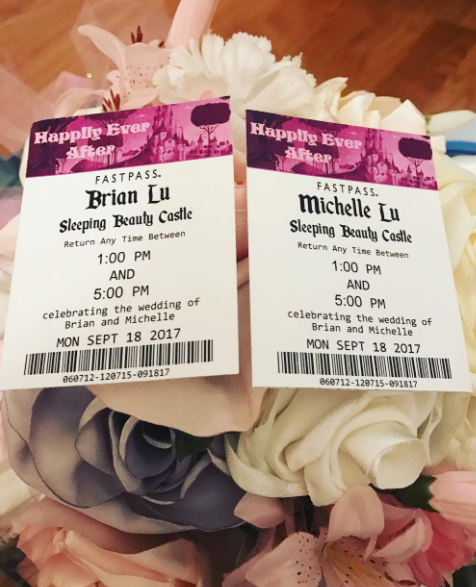 Happily Ever
After
FASTPASS.
Brian Lu
Sleeping Beauty Castle
Return Any Time Between
1:00 PM
AND
5:00 PM
celebrating the wedding of
Brian and Michelle
MON SEPT 18 2017
060712-120715-091817
Happily Ever
After
FASTPASS.
Michelle Lu
Sleeping Beauty Castle
Return Any Time Between
1:00 PM
AND
5:00 PM
celebrating the wedding of
Brian and Michelle
MON SEPT 18 2017
060712-120715-091817